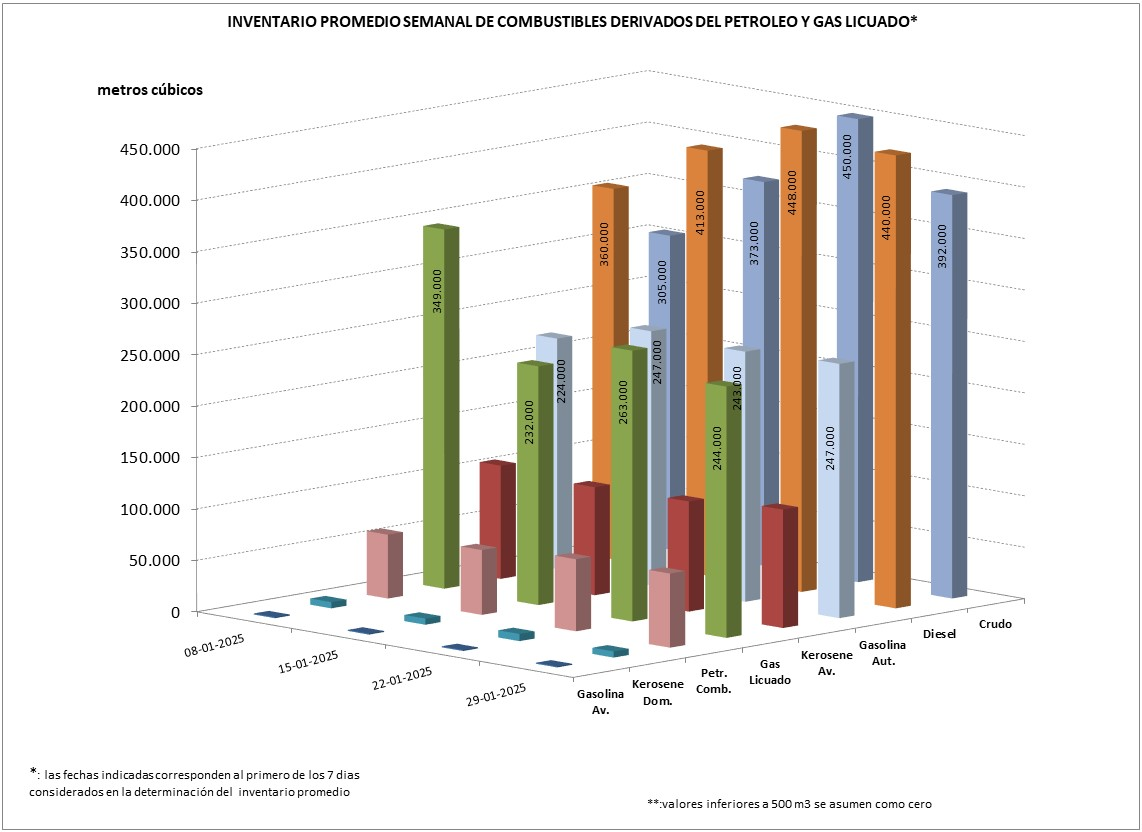 INVENTARIO PROMEDIO SEMANAL DE COMBUSTIBLES DERIVADOS DEL PETROLEO Y GAS LICUADO*
metros cúbicos
450.000
400.000
350.000
300.000
250.000
200.000
150.000
100.000
50.000
0
349.000
232.000
263.000
244.000
224.000
247.000
243.000
247.000
360.000
413.000
448.000
440.000
305.000
373.000
450.000
392.000
08-01-2025
15-01-2025
22-01-2025
29-01-2025
Gasolina
Av.
Kerosene
Dom.
Petr.
Comb.
Gas
Licuado
Kerosene
Av.
Gasolina
Aut.
Diesel
Crudo
*: las fechas indicadas corresponden al primero de los 7 dias
considerados en la determinación del inventario promedio
**:valores inferiores a 500 m3 se asumen como cero